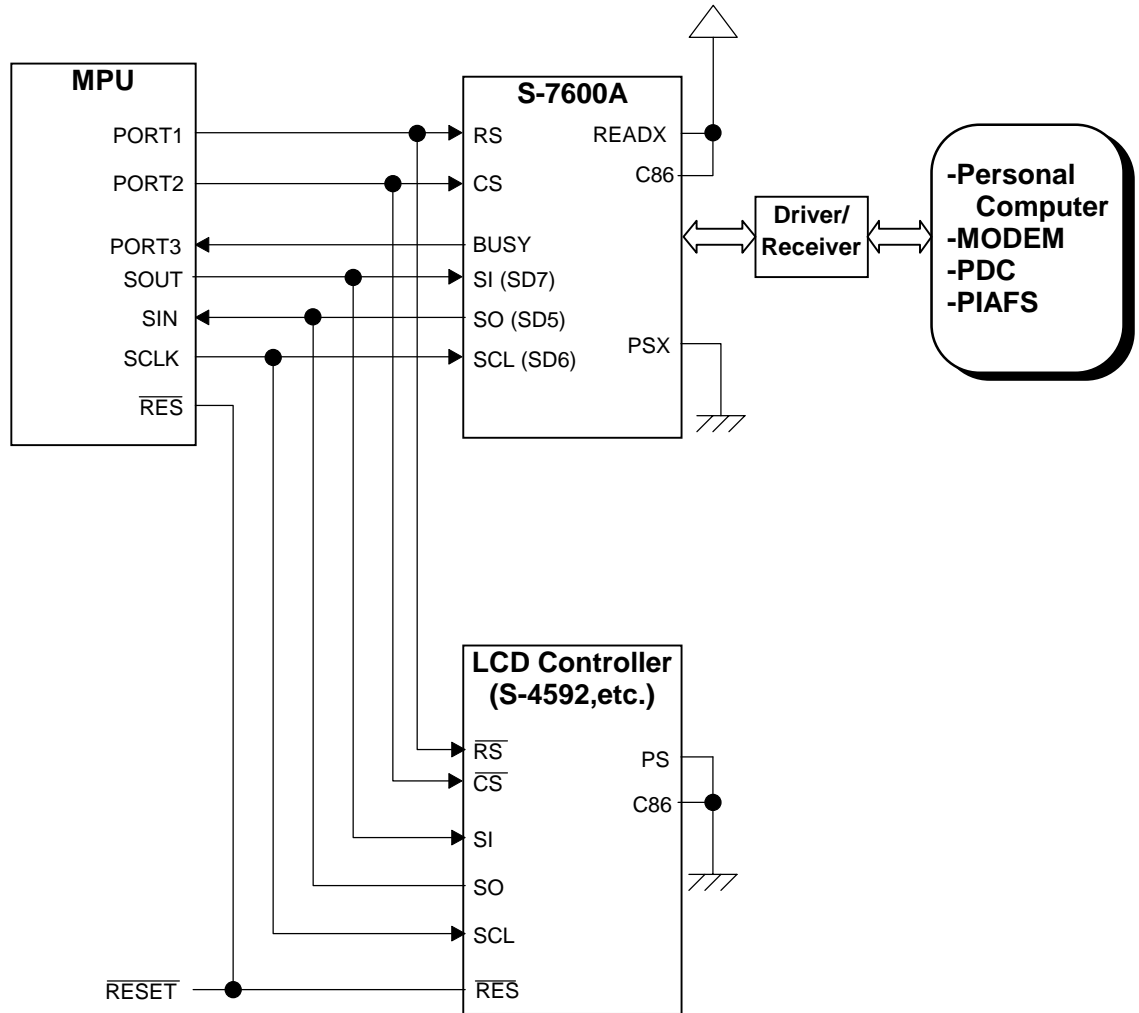 MPU
PORT1
PORT2
PORT3
SOUT
SIN
SCLK
RES
S-7600A
RS
CS
BUSY
SI (SD7)
SO (SD5)
SCL (SD6)
READX
C86
PSX
Driver/
Receiver
-Personal
Computer
-MODEM
-PDC
-PIAFS
LCD Controller
(S-4592,etc.)
RS
CS
SI
SO
SCL
RES
PS
C86
RESET